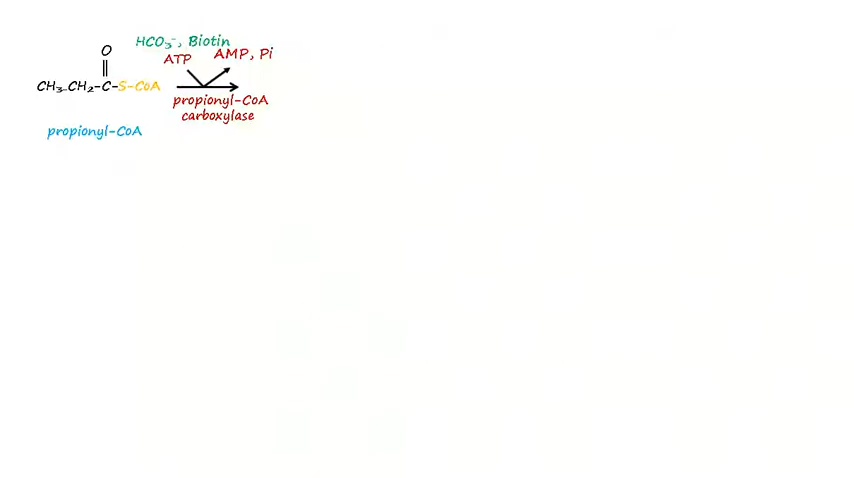 HCO₃⁻, Biotin
ATP AMP, Pi
O
CH₃-CH₂-C-S-CoA
propionyl-CoA
carboxylase
propionyl-CoA